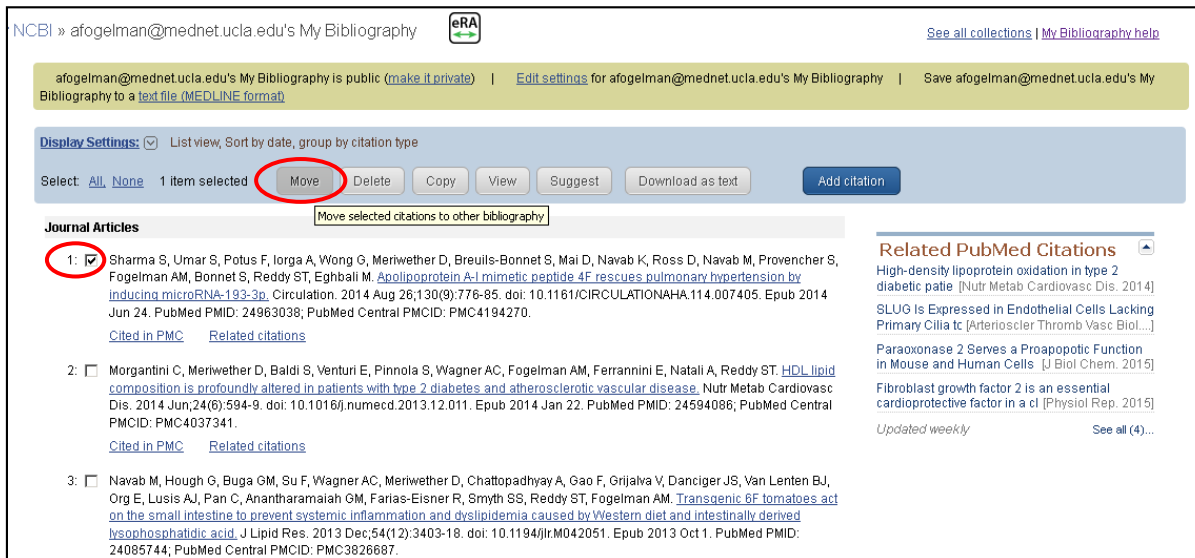 NCBI » afogelman@mednet.ucla.edu's My Bibliography
eRA
See all collections | My Bibliography help
afogelman@mednet.ucla.edu's My Bibliography is public (make it private) | Edit settings for afogelman@mednet.ucla.edu's My Bibliography | Save afogelman@mednet.ucla.edu's My
Bibliography to a text file (MEDLINE format)
Display Settings: List view, Sort by date, group by citation type
Select: All, None 1 item selected Move Delete Copy View Suggest Download as text Add citation
Move selected citations to other bibliography
Journal Articles
1: Sharma S, Umar S, Potus F, Iorga A, Wong G, Meriwether D, Breuils-Bonnet S, Mai D, Navab K, Ross D, Navab M, Provencher S,
Fogelman AM, Bonnet S, Reddy ST, Eghbali M. Apolipoprotein A-I mimetic peptide 4F rescues pulmonary hypertension by
inducing microRNA-193-3p. Circulation. 2014 Aug 26;130(9):776-85. doi: 10.1161/CIRCULATIONAHA.114.007405. Epub 2014
Jun 24. PubMed PMID: 24963038; PubMed Central PMCID: PMC4194270.
Cited in PMC Related citations
2: Morgantini C, Meriwether D, Baldi S, Venturi E, Pinnola S, Wagner AC, Fogelman AM, Ferrannini E, Natali A, Reddy ST. HDL lipid
composition is profoundly altered in patients with type 2 diabetes and atherosclerotic vascular disease. Nutr Metab Cardiovasc
Dis. 2014 Jun;24(6):594-9. doi: 10.1016/j.numecd.2013.12.011. Epub 2014 Jan 22. PubMed PMID: 24594086; PubMed Central
PMCID: PMC4037341.
Cited in PMC Related citations
3: Navab M, Hough G, Buga GM, Su F, Wagner AC, Meriwether D, Chattopadhyay A, Gao F, Grijalva V, Danciger JS, Van Lenten BJ,
Org E, Lusis AJ, Pan C, Anantharamaiah GM, Farias-Eisner R, Smyth SS, Reddy ST, Fogelman AM. Transgenic 6F tomatoes act
on the small intestine to prevent systemic inflammation and dyslipidemia caused by Western diet and intestinally derived
lysophosphatidic acid. J Lipid Res. 2013 Dec;54(12):3403-18. doi: 10.1194/jlr.M042051. Epub 2013 Oct 1. PubMed PMID:
24085744; PubMed Central PMCID: PMC3826687.
Related PubMed Citations
High-density lipoprotein oxidation in type 2
diabetic patie [Nutr Metab Cardiovasc Dis. 2014]
SLUG Is Expressed in Endothelial Cells Lacking
Primary Cilia tc [Arterioscler Thromb Vasc Biol....]
Paraoxonase 2 Serves a Proapopotic Function
in Mouse and Human Cells [J Biol Chem. 2015]
Fibroblast growth factor 2 is an essential
cardioprotective factor in a cl [Physiol Rep. 2015]
Updated weekly See all (4)...